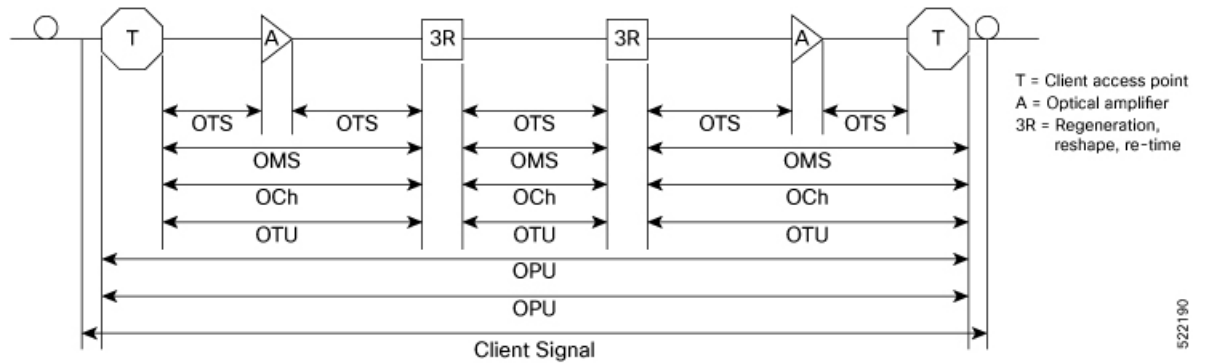 T A 3R 3R A T
T = Client access point
A = Optical amplifier
3R = Regeneration,
reshape, re-time
OTS OTS OTS OTS OTS
OMS OMS OMS
OCh OCh OCh
OTU OTU OTU
OPU
OPU
Client Signal
522190